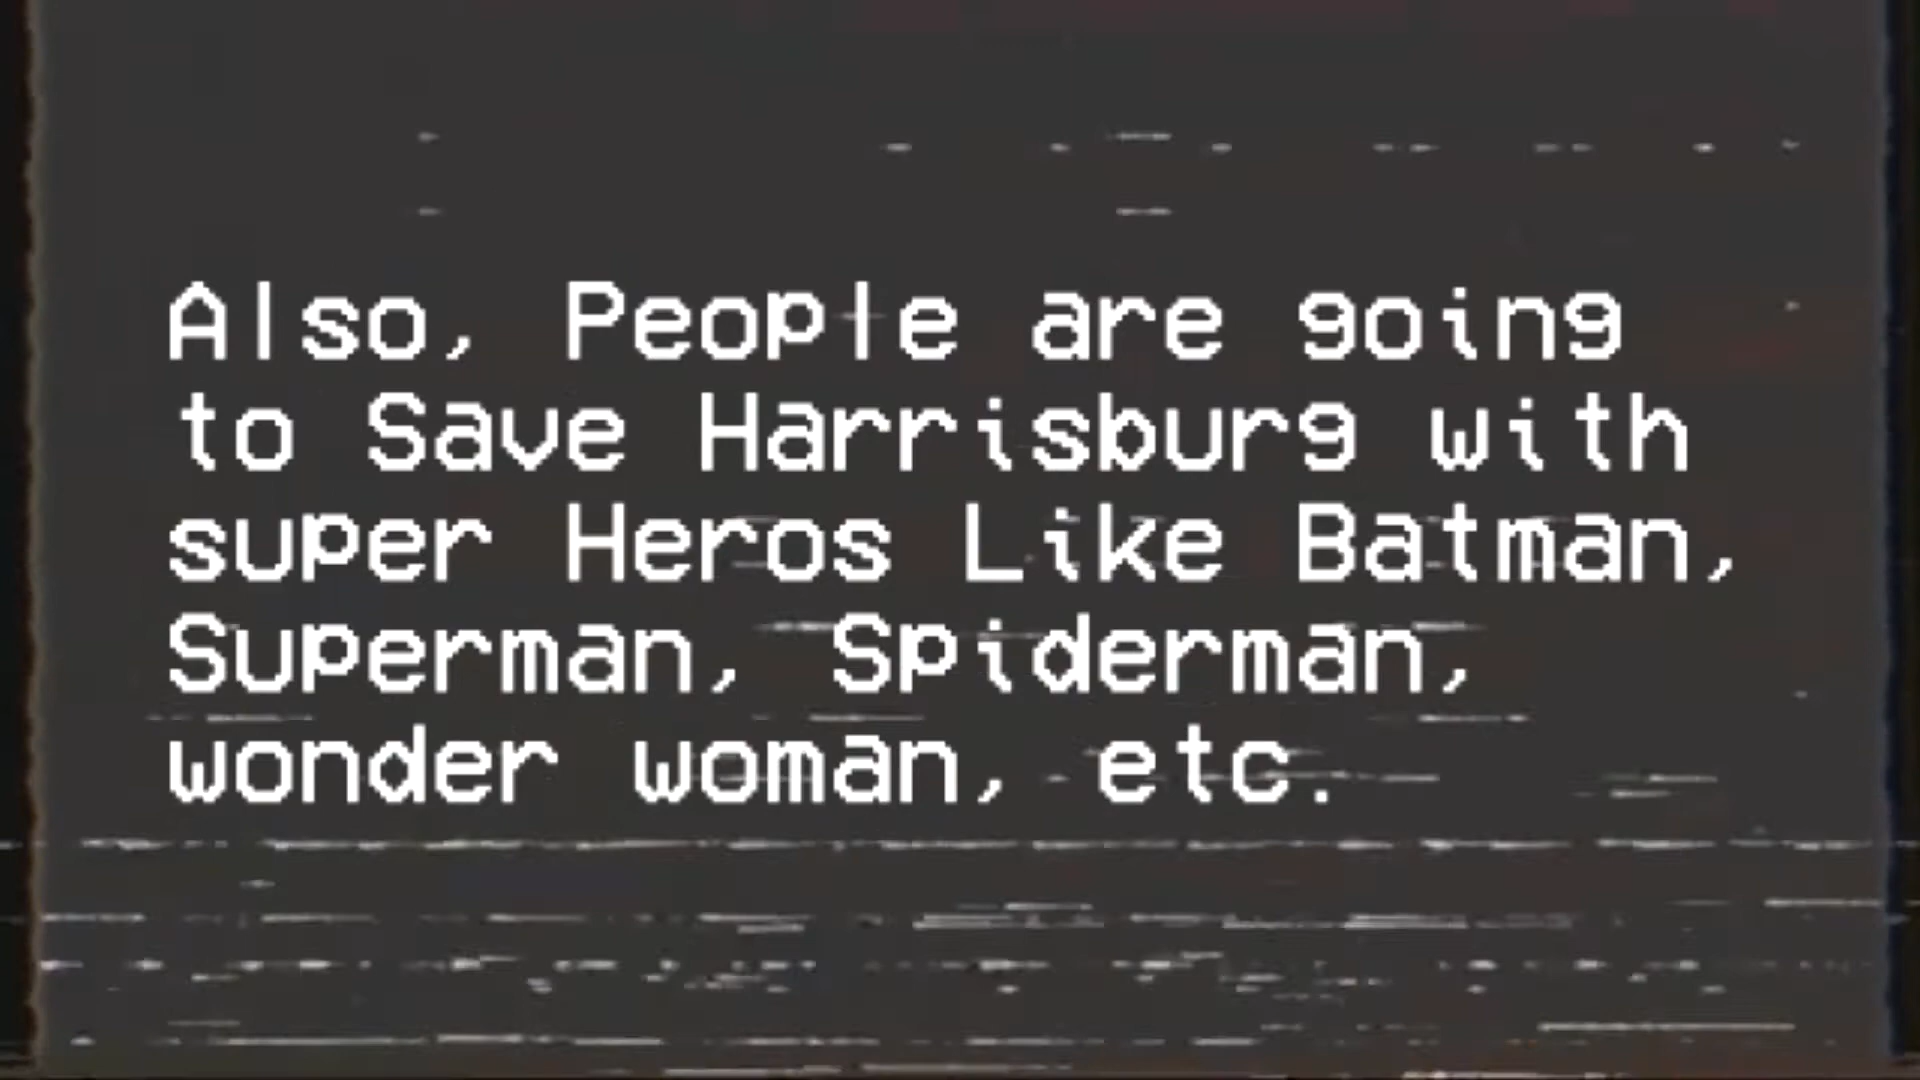 Also, People are going
to Save Harrisburg with
super Heros Like Batman,
Superman, Spiderman,
wonder woman, etc.